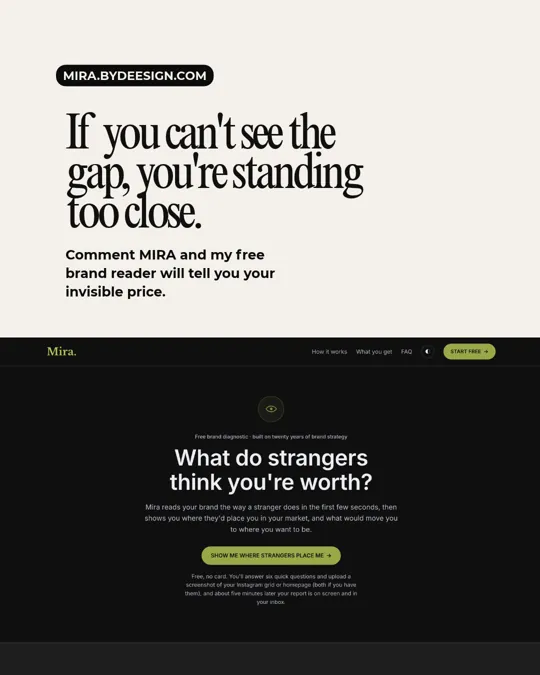 MIRA.BYDEESIGN.COM
If you can't see the
gap, you're standing
too close.
Comment MIRA and my free
brand reader will tell you your
invisible price.
Mira.
How it works
What you get
FAQ
START FREE →
Free brand diagnostic · built on twenty years of brand strategy
What do strangers
think you're worth?
Mira reads your brand the way a stranger does in the first few seconds, then
shows you where they'd place you in your market, and what would move you
to where you want to be.
SHOW ME WHERE STRANGERS PLACE ME →
Free, no card. You'll answer six quick questions and upload a
screenshot of your Instagram grid or homepage (both if you have
them), and about five minutes later your report is on screen and in
your inbox.